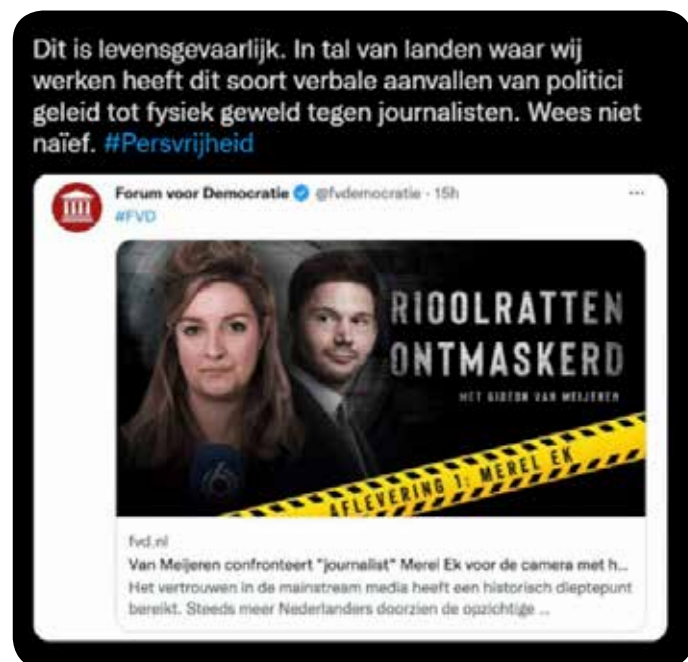 Dit is levensgevaarlijk. In tal van landen waar wij
werken heeft dit soort verbale aanvallen van politici
geleid tot fysiek geweld tegen journalisten. Wees niet
naïef. #Persvrijheid
Forum voor Democratie @fvdemocratie · 15h ...
#FVD
RIOOLRATTEN
ONTMASKERD
MET GIDEON VAN MEIJEREN
AFLEVERING 1: MEREL EK
fvd.nl
Van Meijeren confronteert "journalist" Merel Ek voor de camera met h...
Het vertrouwen in de mainstream media heeft een historisch dieptepunt
bereikt. Steeds meer Nederlanders doorzien de opzichtige ...